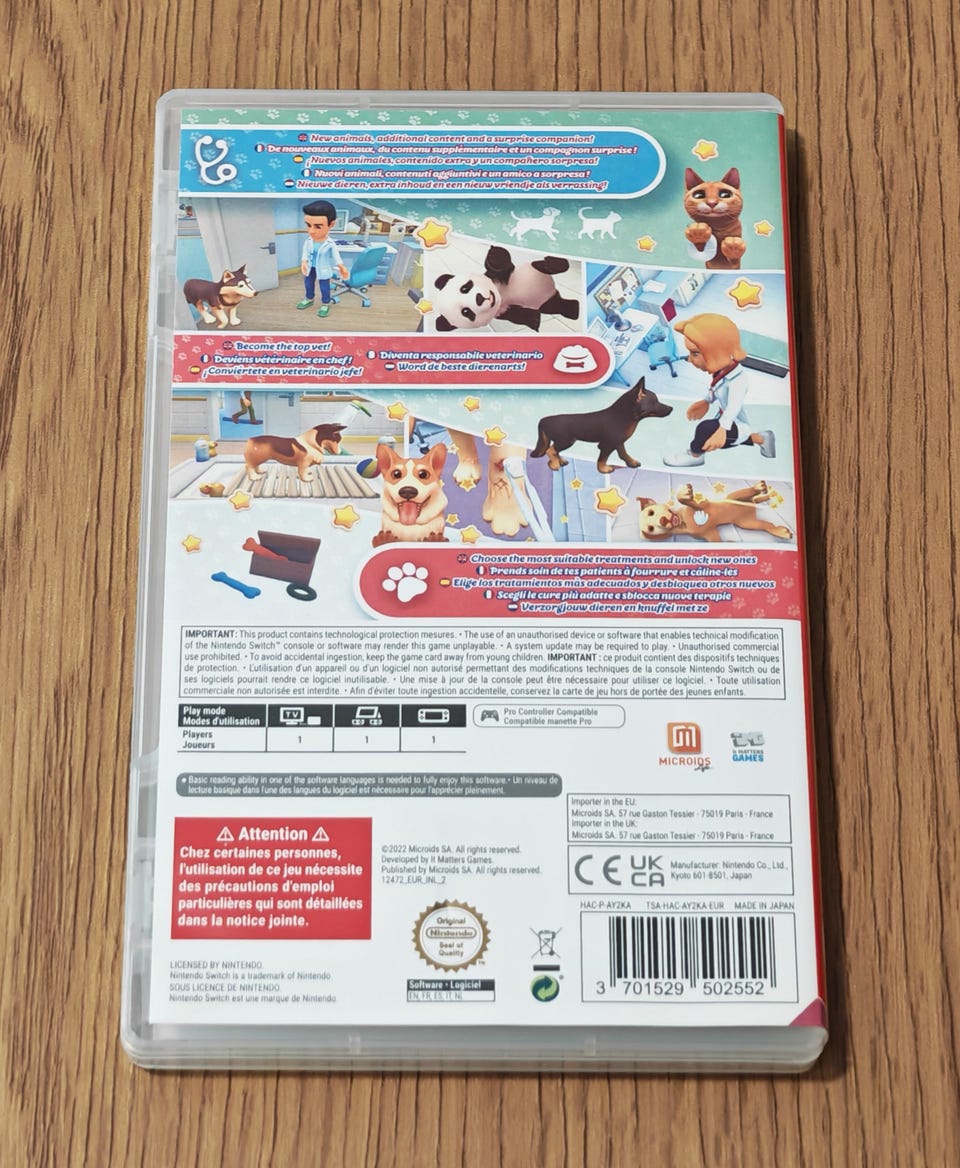 New animals, additional content and a surprise companion!
De nouveaux animaux, du contenu supplémentaire et un compagnon surprise !
¡Nuevos animales, contenido extra y un compañero sorpresa!
Nuovi animali, contenuti aggiuntivi e un amico a sorpresa !
Nieuwe dieren, extra inhoud en een nieuw vriendje als verrassing!
Become the top vet!
Deviens vétérinaire en chef !
¡Conviértete en veterinario jefe!
Diventa responsabile veterinario
Word de beste dierenarts!
Choose the most suitable treatments and unlock new ones
Prends soin de tes patients à fourrure et câline-les
Elige los tratamientos más adecuados y desbloquea otros nuevos
Scegli le cure più adatte e sblocca nuove terapie
Verzorg jouw dieren en knuffel met ze
IMPORTANT: This product contains technological protection mesures. • The use of an unauthorised device or software that enables technical modification
of the Nintendo Switch™ console or software may render this game unplayable. • A system update may be required to play. • Unauthorised commercial
use prohibited. • To avoid accidental ingestion, keep the game card away from young children. IMPORTANT : ce produit contient des dispositifs techniques
de protection. • L'utilisation d'un appareil ou d'un logiciel non autorisé permettant des modifications techniques de la console Nintendo Switch ou de
ses logiciels pourrait rendre ce logiciel inutilisable. • Une mise à jour de la console peut être nécessaire pour utiliser ce logiciel. • Toute utilisation
commerciale non autorisée est interdite. • Afin d'éviter toute ingestion accidentelle, conservez la carte de jeu hors de portée des jeunes enfants.
Play mode
Modes d'utilisation
TV
Players
Joueurs
1 1 1
Pro Controller Compatible
Compatible manette Pro
MICROIDS
Life
It MATTERS
GAMES
• Basic reading ability in one of the software languages is needed to fully enjoy this software.• Un niveau de
lecture basique dans l'une des langues du logiciel est nécessaire pour l'apprécier pleinement.
Importer in the EU:
Microids SA. 57 rue Gaston Tessier - 75019 Paris - France
Importer in the UK:
Microids SA. 57 rue Gaston Tessier - 75019 Paris - France
Attention
Chez certaines personnes,
l'utilisation de ce jeu nécessite
des précautions d'emploi
particulières qui sont détaillées
dans la notice jointe.
©2022 Microids SA. All rights reserved.
Developed by It Matters Games.
Published by Microids SA. All rights reserved.
12472_EUR_INL_2
CE UK CA
Manufacturer: Nintendo Co., Ltd.,
Kyoto 601-8501, Japan
HAC-P-AY2KA TSA-HAC-AY2KA-EUR MADE IN JAPAN
Original
Nintendo
Seal of
Quality
™
3 701529 502552
LICENSED BY NINTENDO.
Nintendo Switch is a trademark of Nintendo.
SOUS LICENCE DE NINTENDO.
Nintendo Switch est une marque de Nintendo.
Software • Logiciel
EN, FR, ES, IT, NL